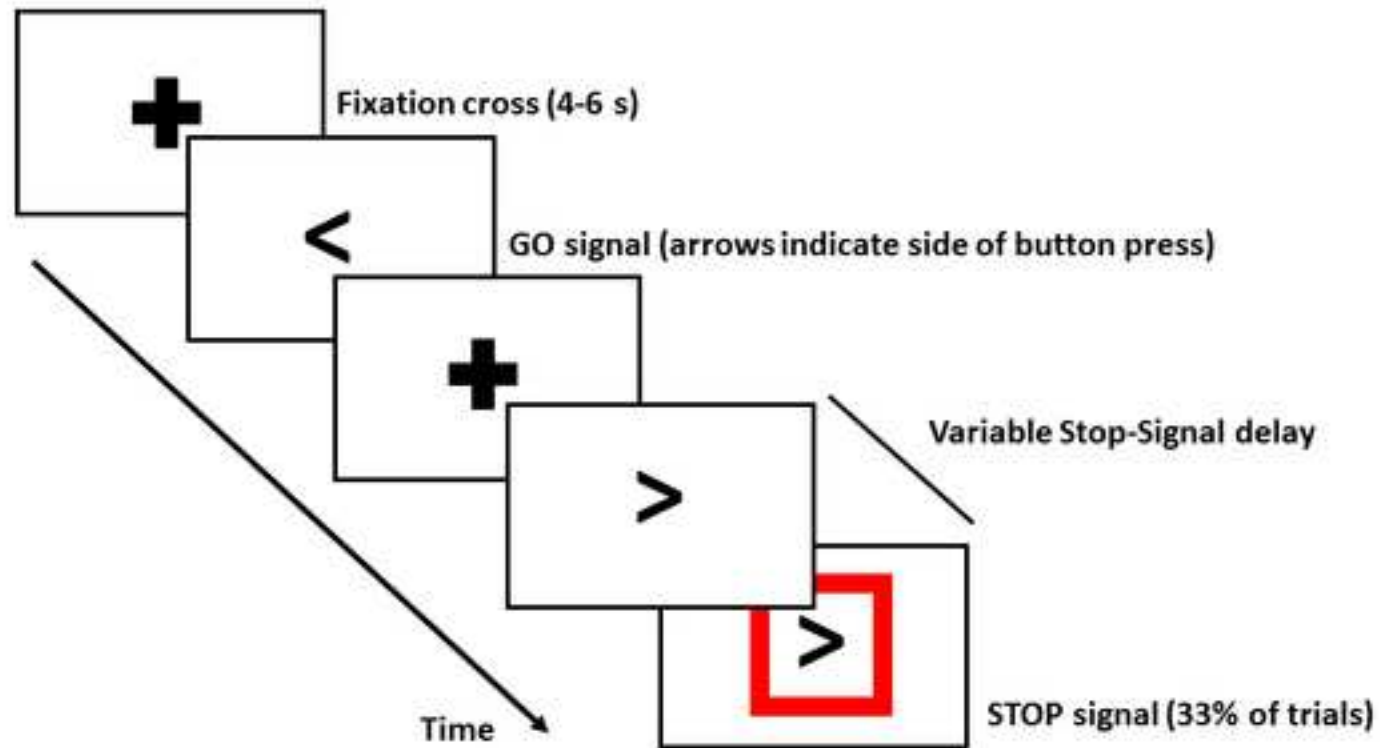 Fixation cross (4-6 s)
<
GO signal (arrows indicate side of button press)
>
Variable Stop-Signal delay
>
STOP signal (33% of trials)
Time